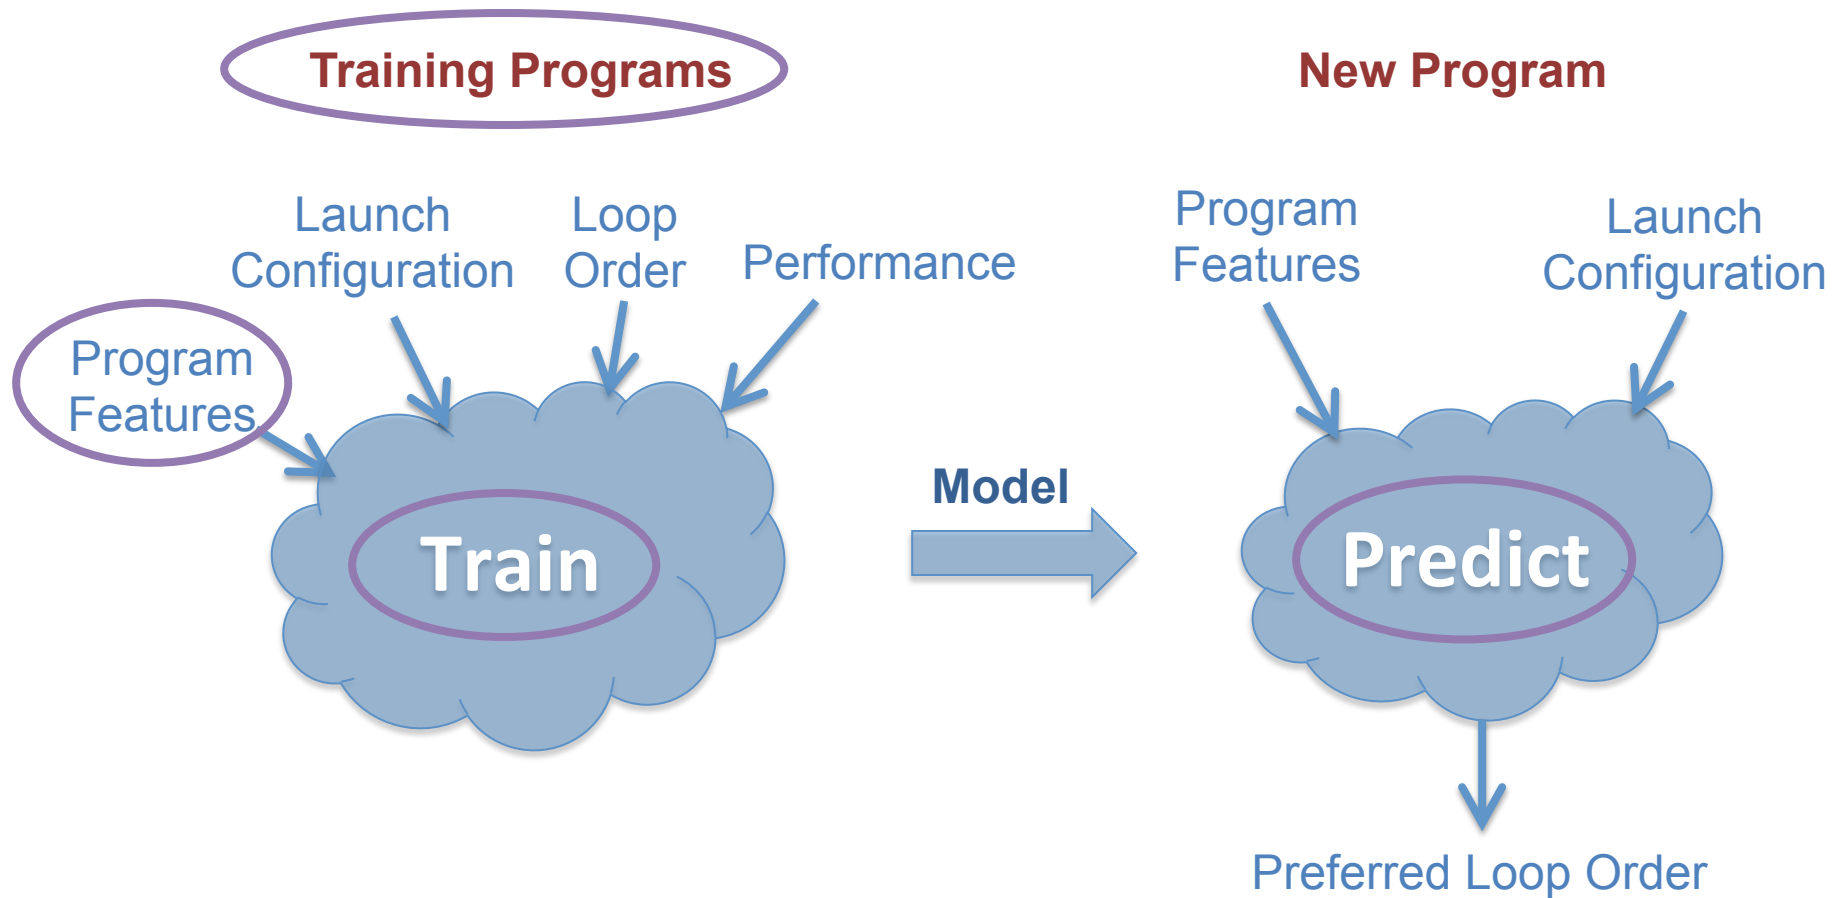 Training Programs
New Program
Launch
Configuration
Loop
Order
Performance
Program
Features
Train
Model
Program
Features
Launch
Configuration
Predict
Preferred Loop Order